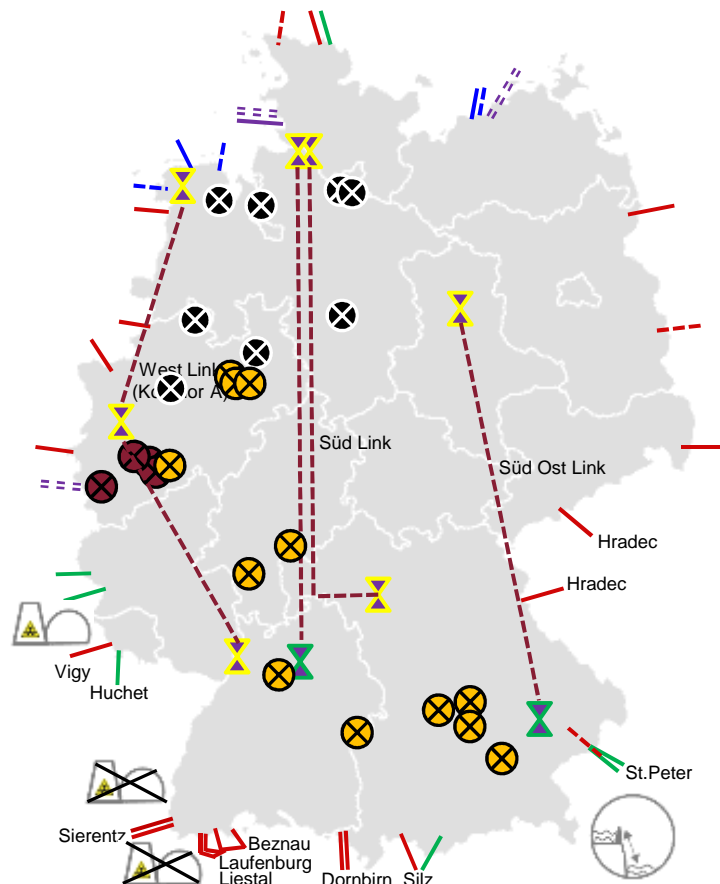 West Link
(Korridor A)
Süd Link
Süd Ost Link
Hradec
Hradec
Vigy
Huchet
St.Peter
Sierentz
Beznau
Laufenburg
Liestal
Dornbirn
Silz